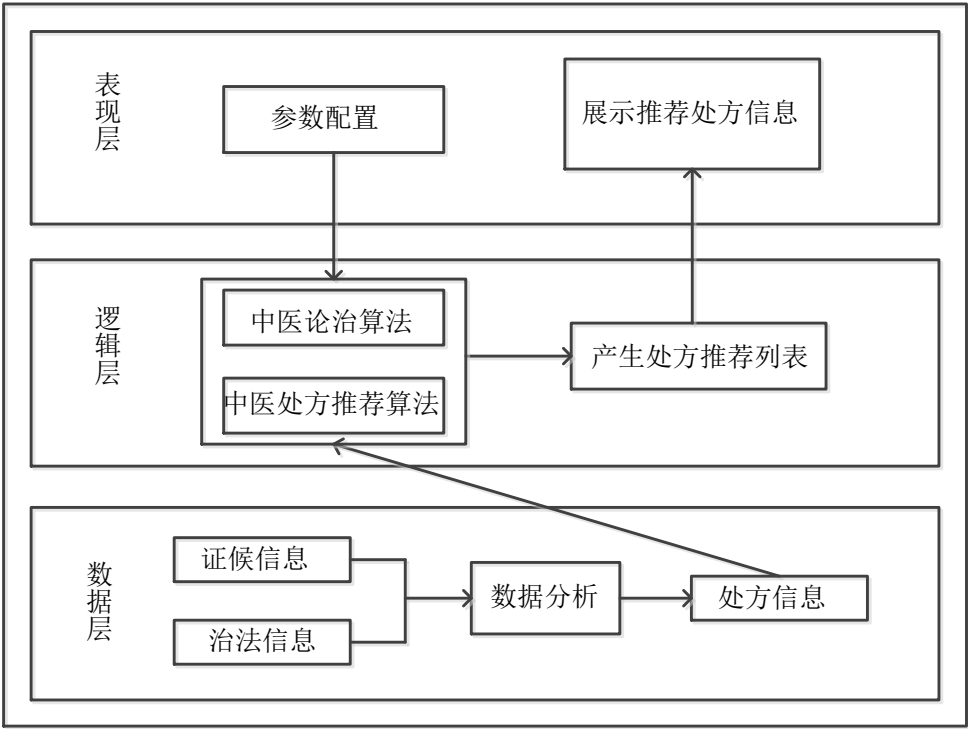 表现层
参数配置
展示推荐处方信息
逻辑层
中医论治算法
中医处方推荐算法
产生处方推荐列表
数据层
证候信息
治法信息
数据分析
处方信息